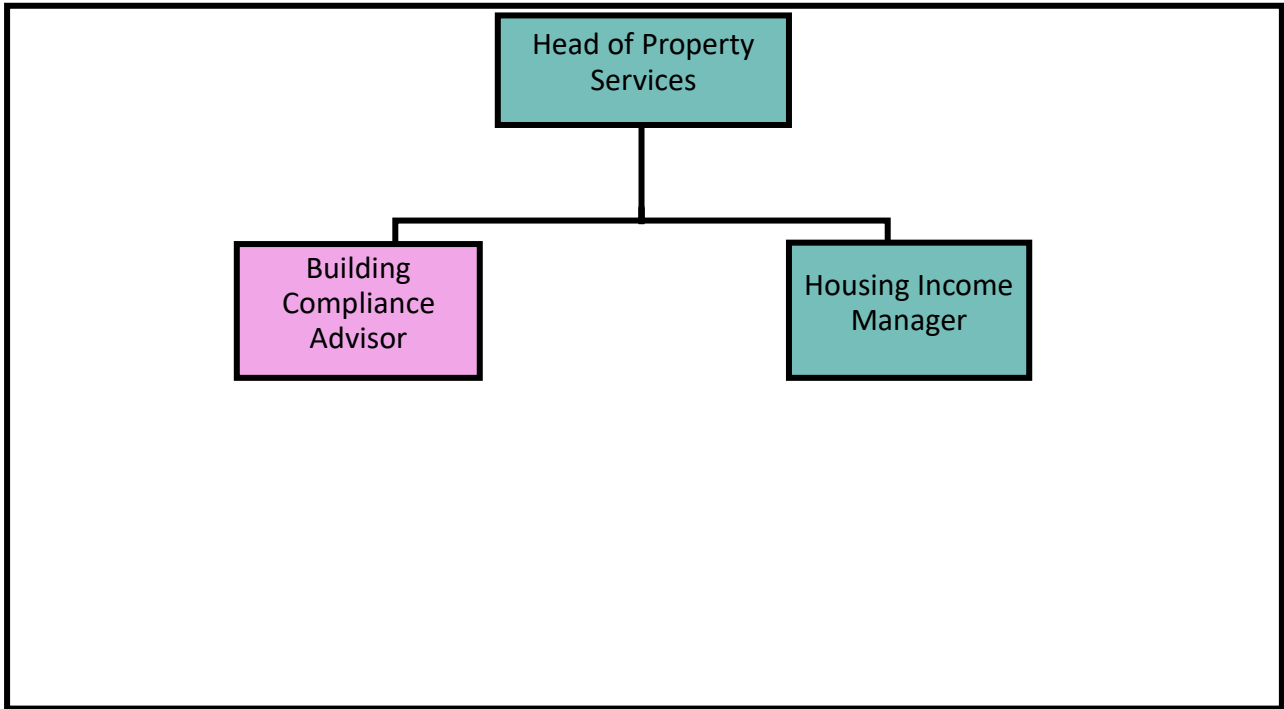 Head of Property
Services
Building
Compliance
Advisor
Housing Income
Manager